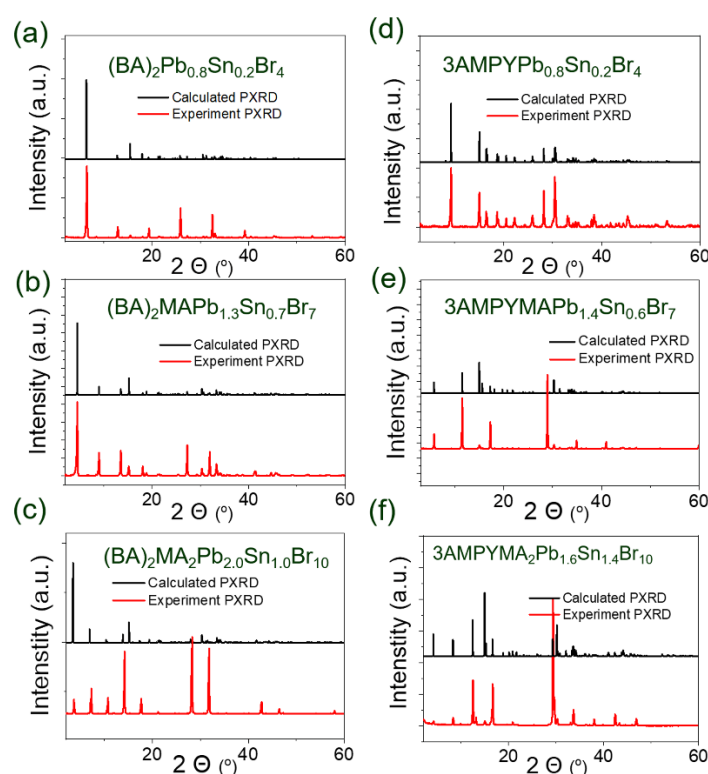 (a)
(BA)₂Pb₀.₈Sn₀.₂Br₄
Calculated PXRD
Experiment PXRD
Intensity (a.u.)
20 40 60
2 Θ (º)
(b)
(BA)₂MAPb₁.₃Sn₀.₇Br₇
Calculated PXRD
Experiment PXRD
Intensity (a.u.)
20 40 60
2 Θ (º)
(c)
(BA)₂MA₂Pb₂.₀Sn₁.₀Br₁₀
Calculated PXRD
Experiment PXRD
Intenstity (a.u.)
20 40 60
2 Θ (º)
(d)
3AMPYPb₀.₈Sn₀.₂Br₄
Calculated PXRD
Experiment PXRD
Intensity (a.u.)
20 40 60
2 Θ (º)
(e)
3AMPYMAPb₁.₄Sn₀.₆Br₇
Calculated PXRD
Experiment PXRD
Intensity (a.u.)
20 40 60
2 Θ (º)
(f)
3AMPYMA₂Pb₁.₆Sn₁.₄Br₁₀
Calculated PXRD
Experiment PXRD
Intensity (a.u.)
20 40 60
2 Θ (º)